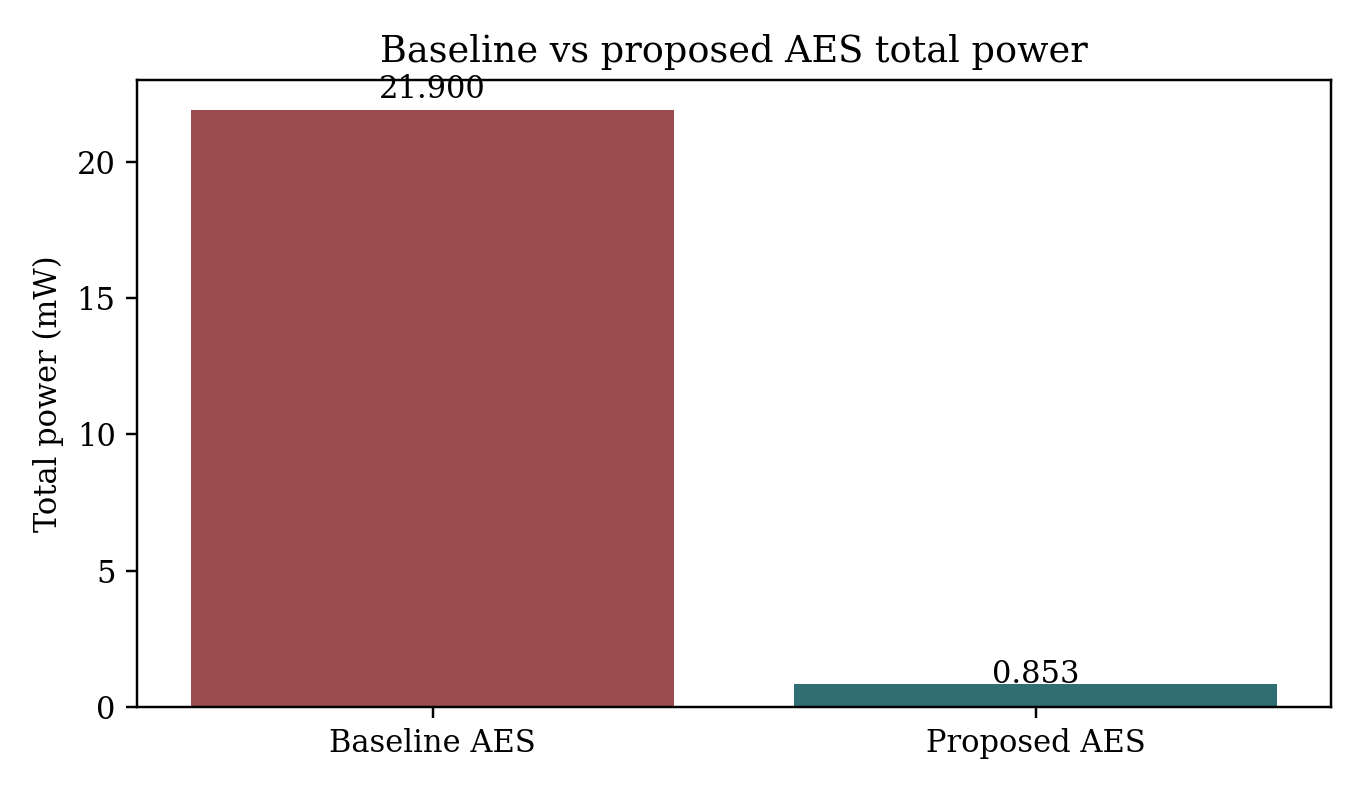 Baseline vs proposed AES total power
21.900
20
15
10
5
0
Total power (mW)
0.853
Baseline AES
Proposed AES